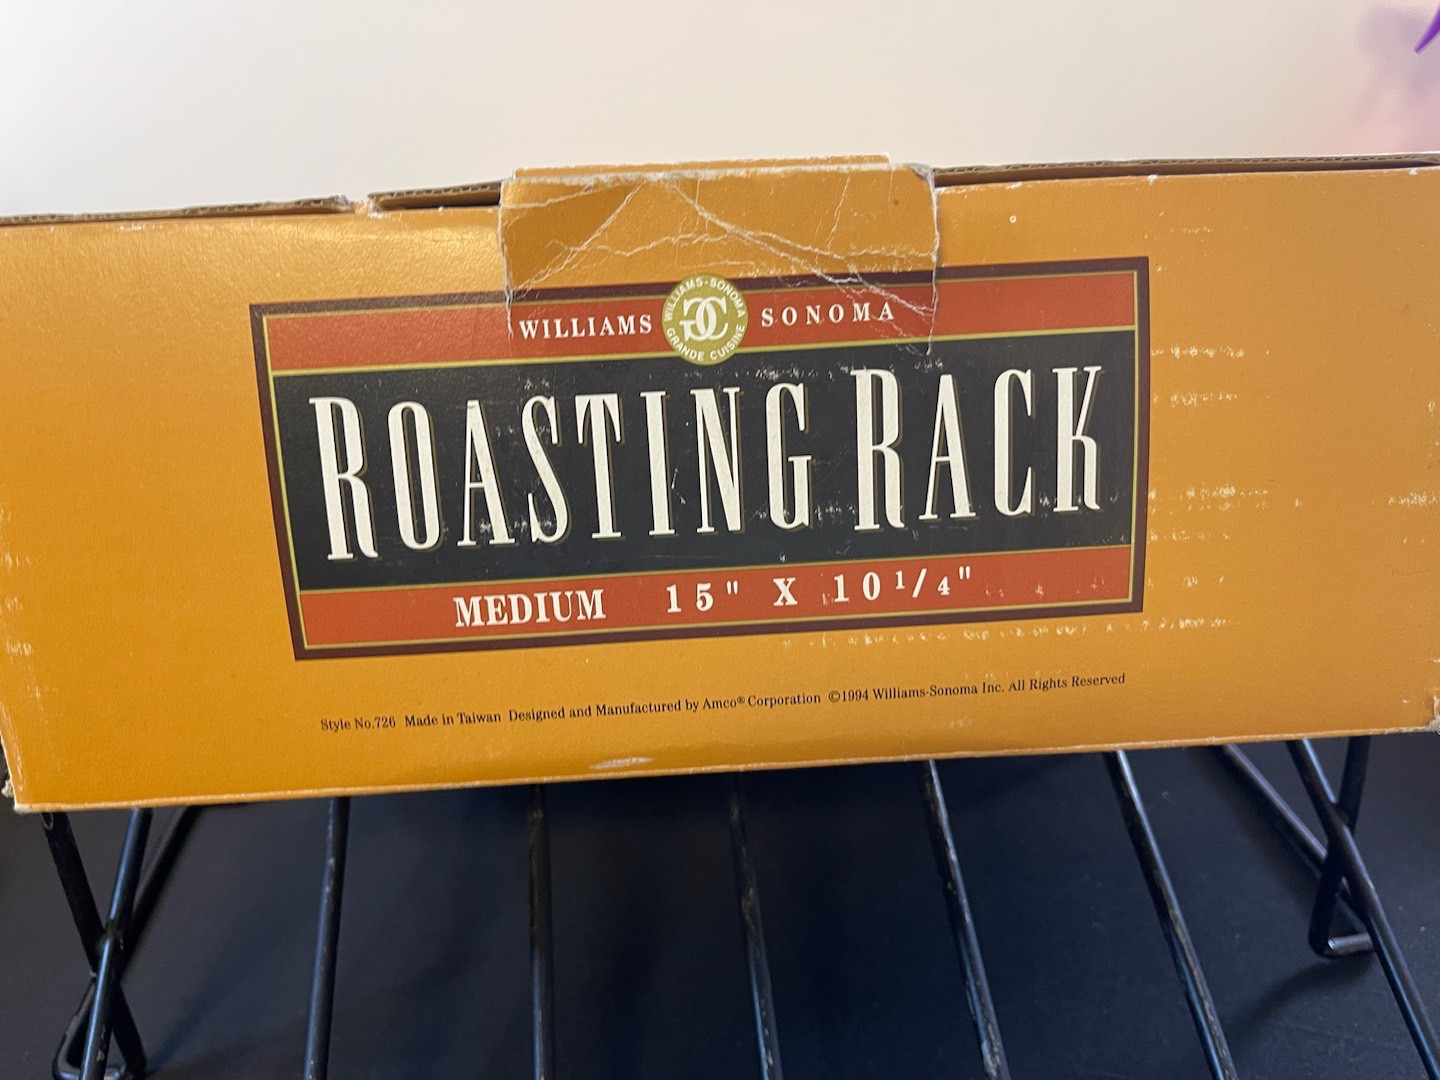 WILLIAMS SONOMA
WILLIAMS-SONOMA
GC
GRANDE CUISINE
ROASTING RACK
MEDIUM 15" X 10 1/4"
Style No.726 Made in Taiwan Designed and Manufactured by Amco® Corporation ©1994 Williams-Sonoma Inc. All Rights Reserved